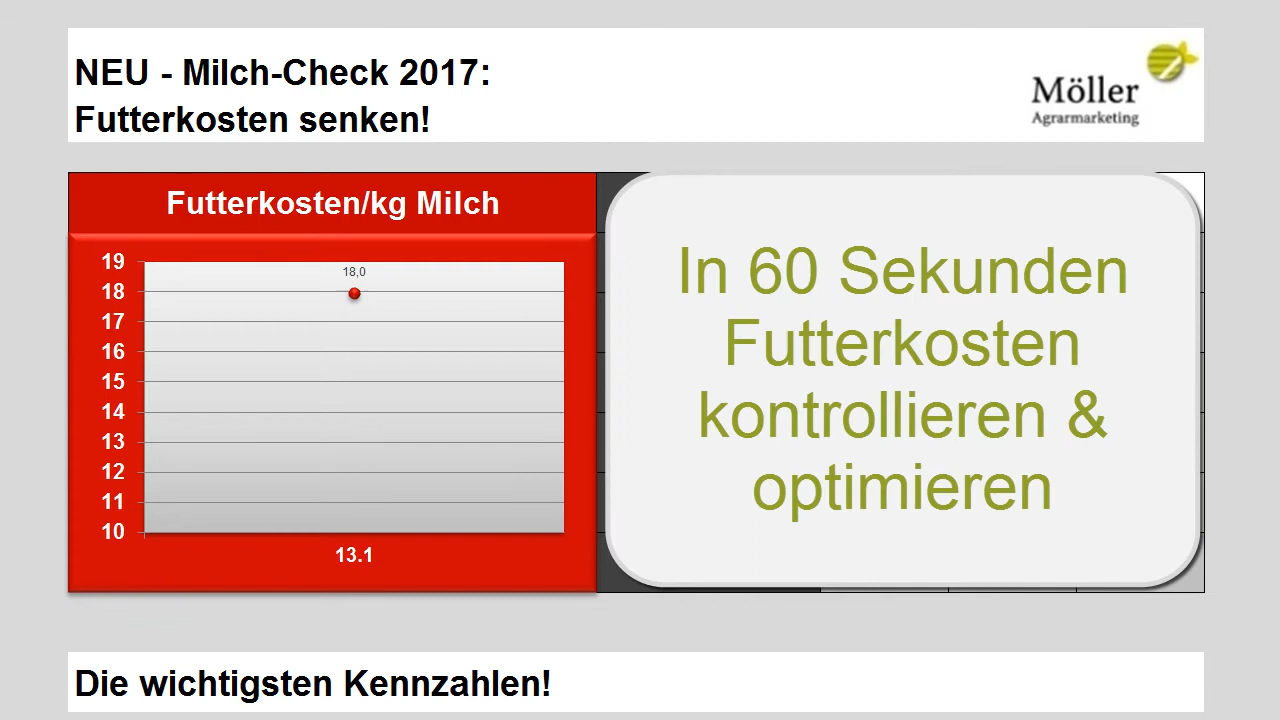 NEU - Milch-Check 2017:
Futterkosten senken!
Möller
Agrarmarketing
Futterkosten/kg Milch
19
18
17
16
15
14
13
12
11
10
18,0
13.1
In 60 Sekunden
Futterkosten
kontrollieren &
optimieren
Die wichtigsten Kennzahlen!